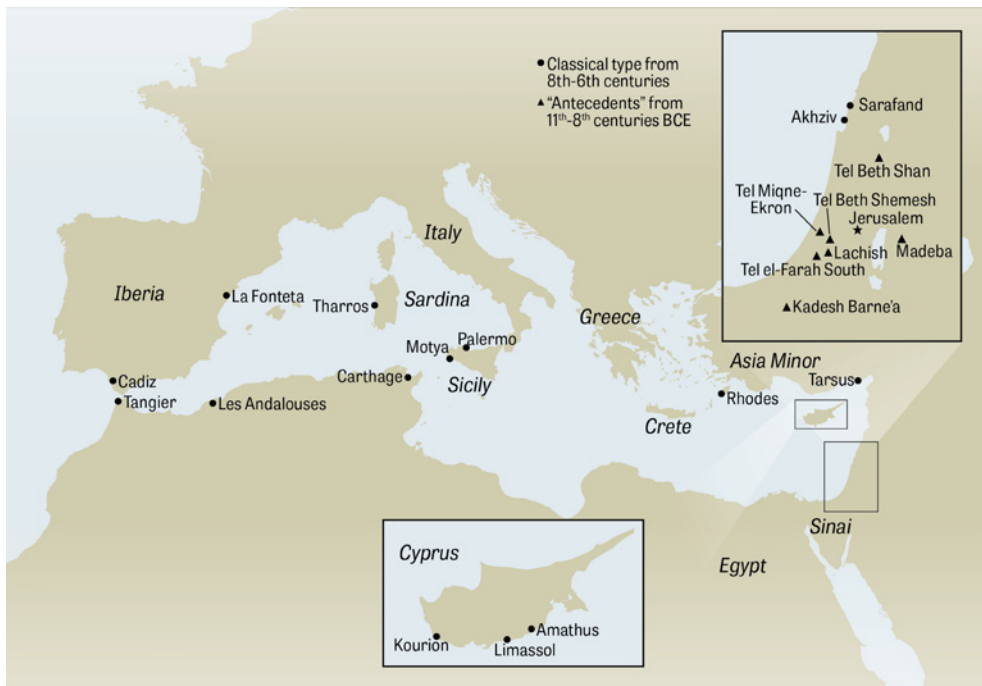 Classical type from
8th-6th centuries
"Antecedents" from
11th-8th centuries BCE
Sarafand
Akhziv
Tel Beth Shan
Tel Miqne-
Ekron
Tel Beth Shemesh
Jerusalem
Lachish
Madeba
Tel el-Farah South
Kadesh Barne'a
Italy
Iberia
La Fonteta
Tharros
Sardina
Greece
Palermo
Motya
Asia Minor
Carthage
Sicily
Tarsus
Cadiz
Rhodes
Tangier
Les Andalouses
Crete
Sinai
Egypt
Cyprus
Amathus
Kourion
Limassol